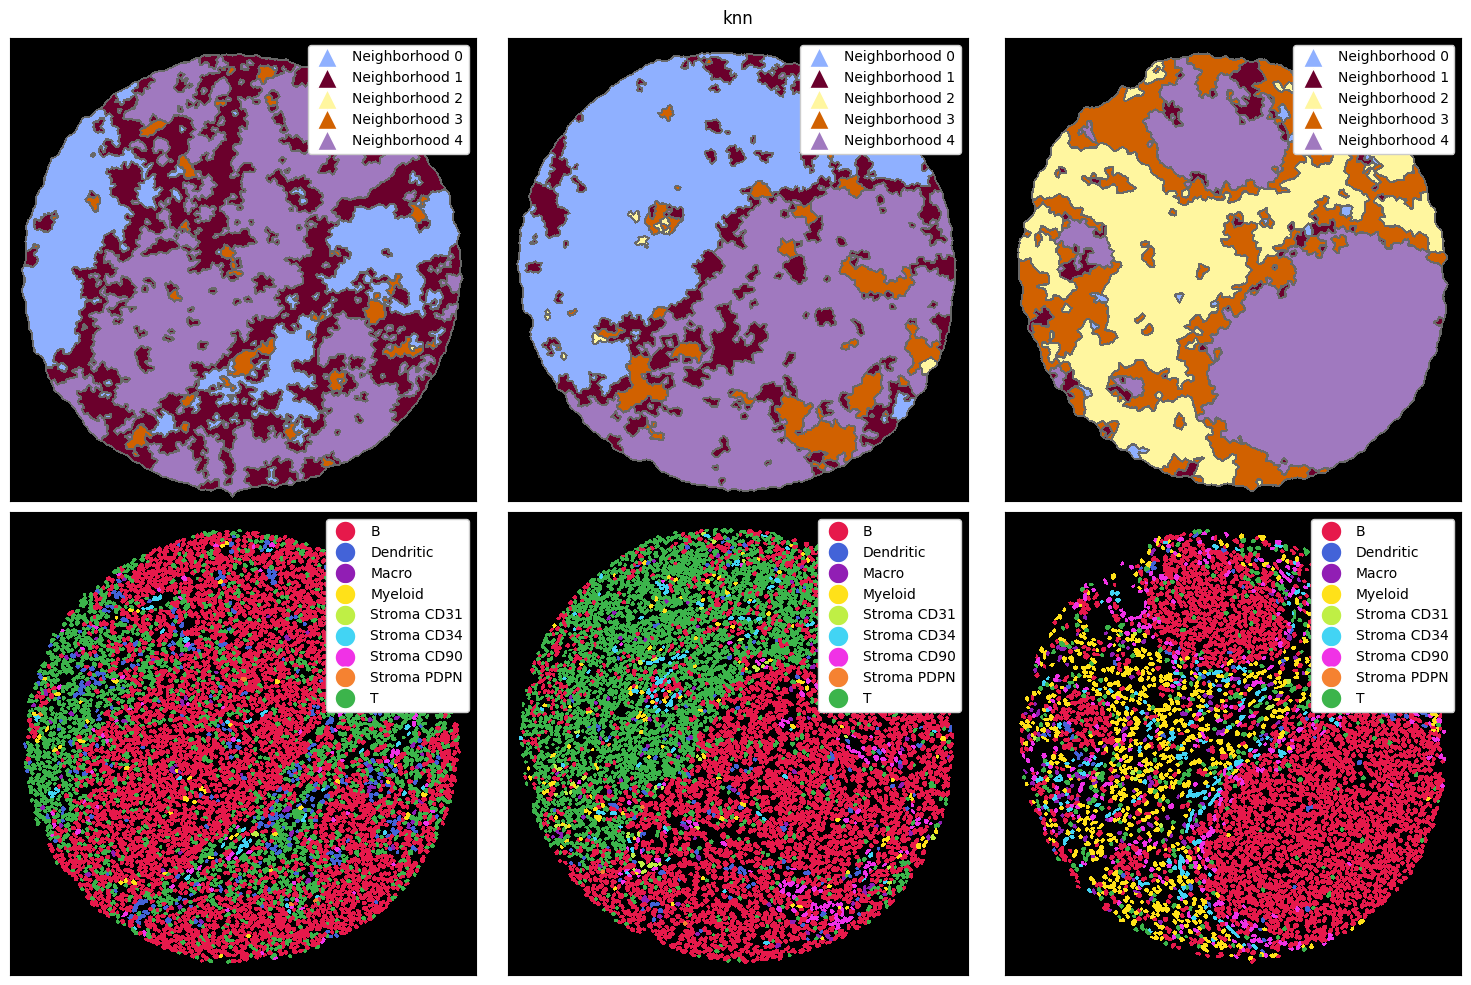 knn
Neighborhood 0
Neighborhood 1
Neighborhood 2
Neighborhood 3
Neighborhood 4
Neighborhood 0
Neighborhood 1
Neighborhood 2
Neighborhood 3
Neighborhood 4
Neighborhood 0
Neighborhood 1
Neighborhood 2
Neighborhood 3
Neighborhood 4
B
Dendritic
Macro
Myeloid
Stroma CD31
Stroma CD34
Stroma CD90
Stroma PDPN
T
B
Dendritic
Macro
Myeloid
Stroma CD31
Stroma CD34
Stroma CD90
Stroma PDPN
T
B
Dendritic
Macro
Myeloid
Stroma CD31
Stroma CD34
Stroma CD90
Stroma PDPN
T